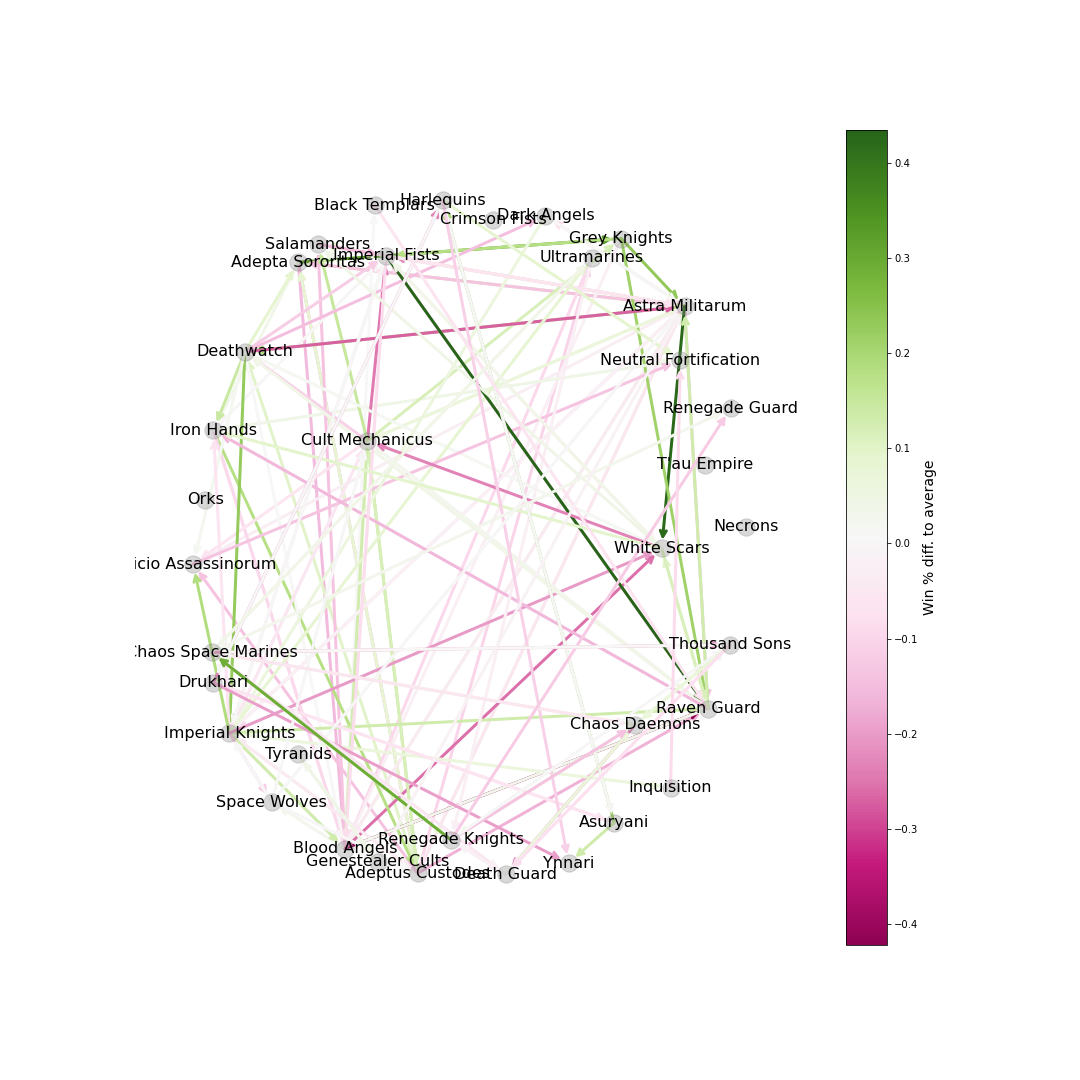 Harlequins
Black Templars
Dark Angels
Crimson Fists
Grey Knights
Salamanders
Imperial Fists
Ultramarines
Adepta Sororitas
Astra Militarum
Deathwatch
Neutral Fortification
Renegade Guard
Iron Hands
Cult Mechanicus
T'au Empire
Orks
Necrons
White Scars
icio Assassinorum
Thousand Sons
Chaos Space Marines
Drukhari
Raven Guard
Chaos Daemons
Imperial Knights
Tyranids
Inquisition
Space Wolves
Asuryani
Renegade Knights
Blood Angels
Genestealer Cults
Ynnari
Adeptus Custodes
Death Guard
0.4
0.3
0.2
0.1
0.0
−0.1
−0.2
−0.3
−0.4
Win % diff. to average